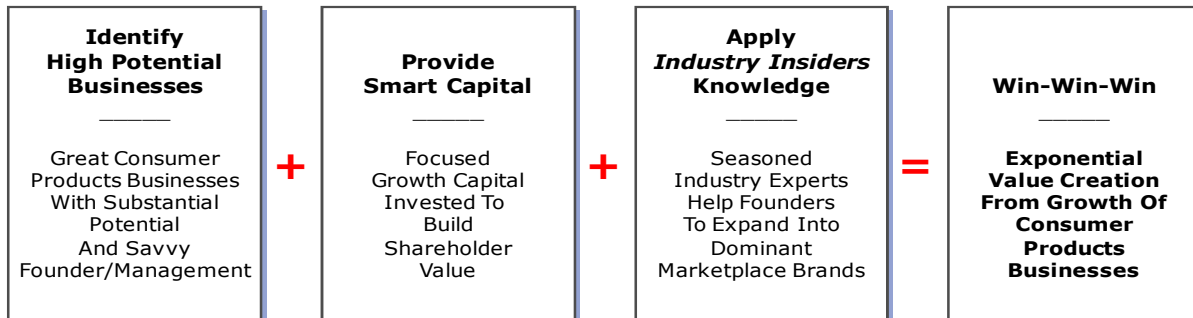 Identify
High Potential
Businesses
_____
Great Consumer
Products Businesses
With Substantial
Potential
And Savvy
Founder/Management
+
Provide
Smart Capital
_____
Focused
Growth Capital
Invested To
Build
Shareholder
Value
+
Apply
Industry Insiders
Knowledge
_____
Seasoned
Industry Experts
Help Founders
To Expand Into
Dominant
Marketplace Brands
=
Win-Win-Win
_____
Exponential
Value Creation
From Growth Of
Consumer
Products
Businesses